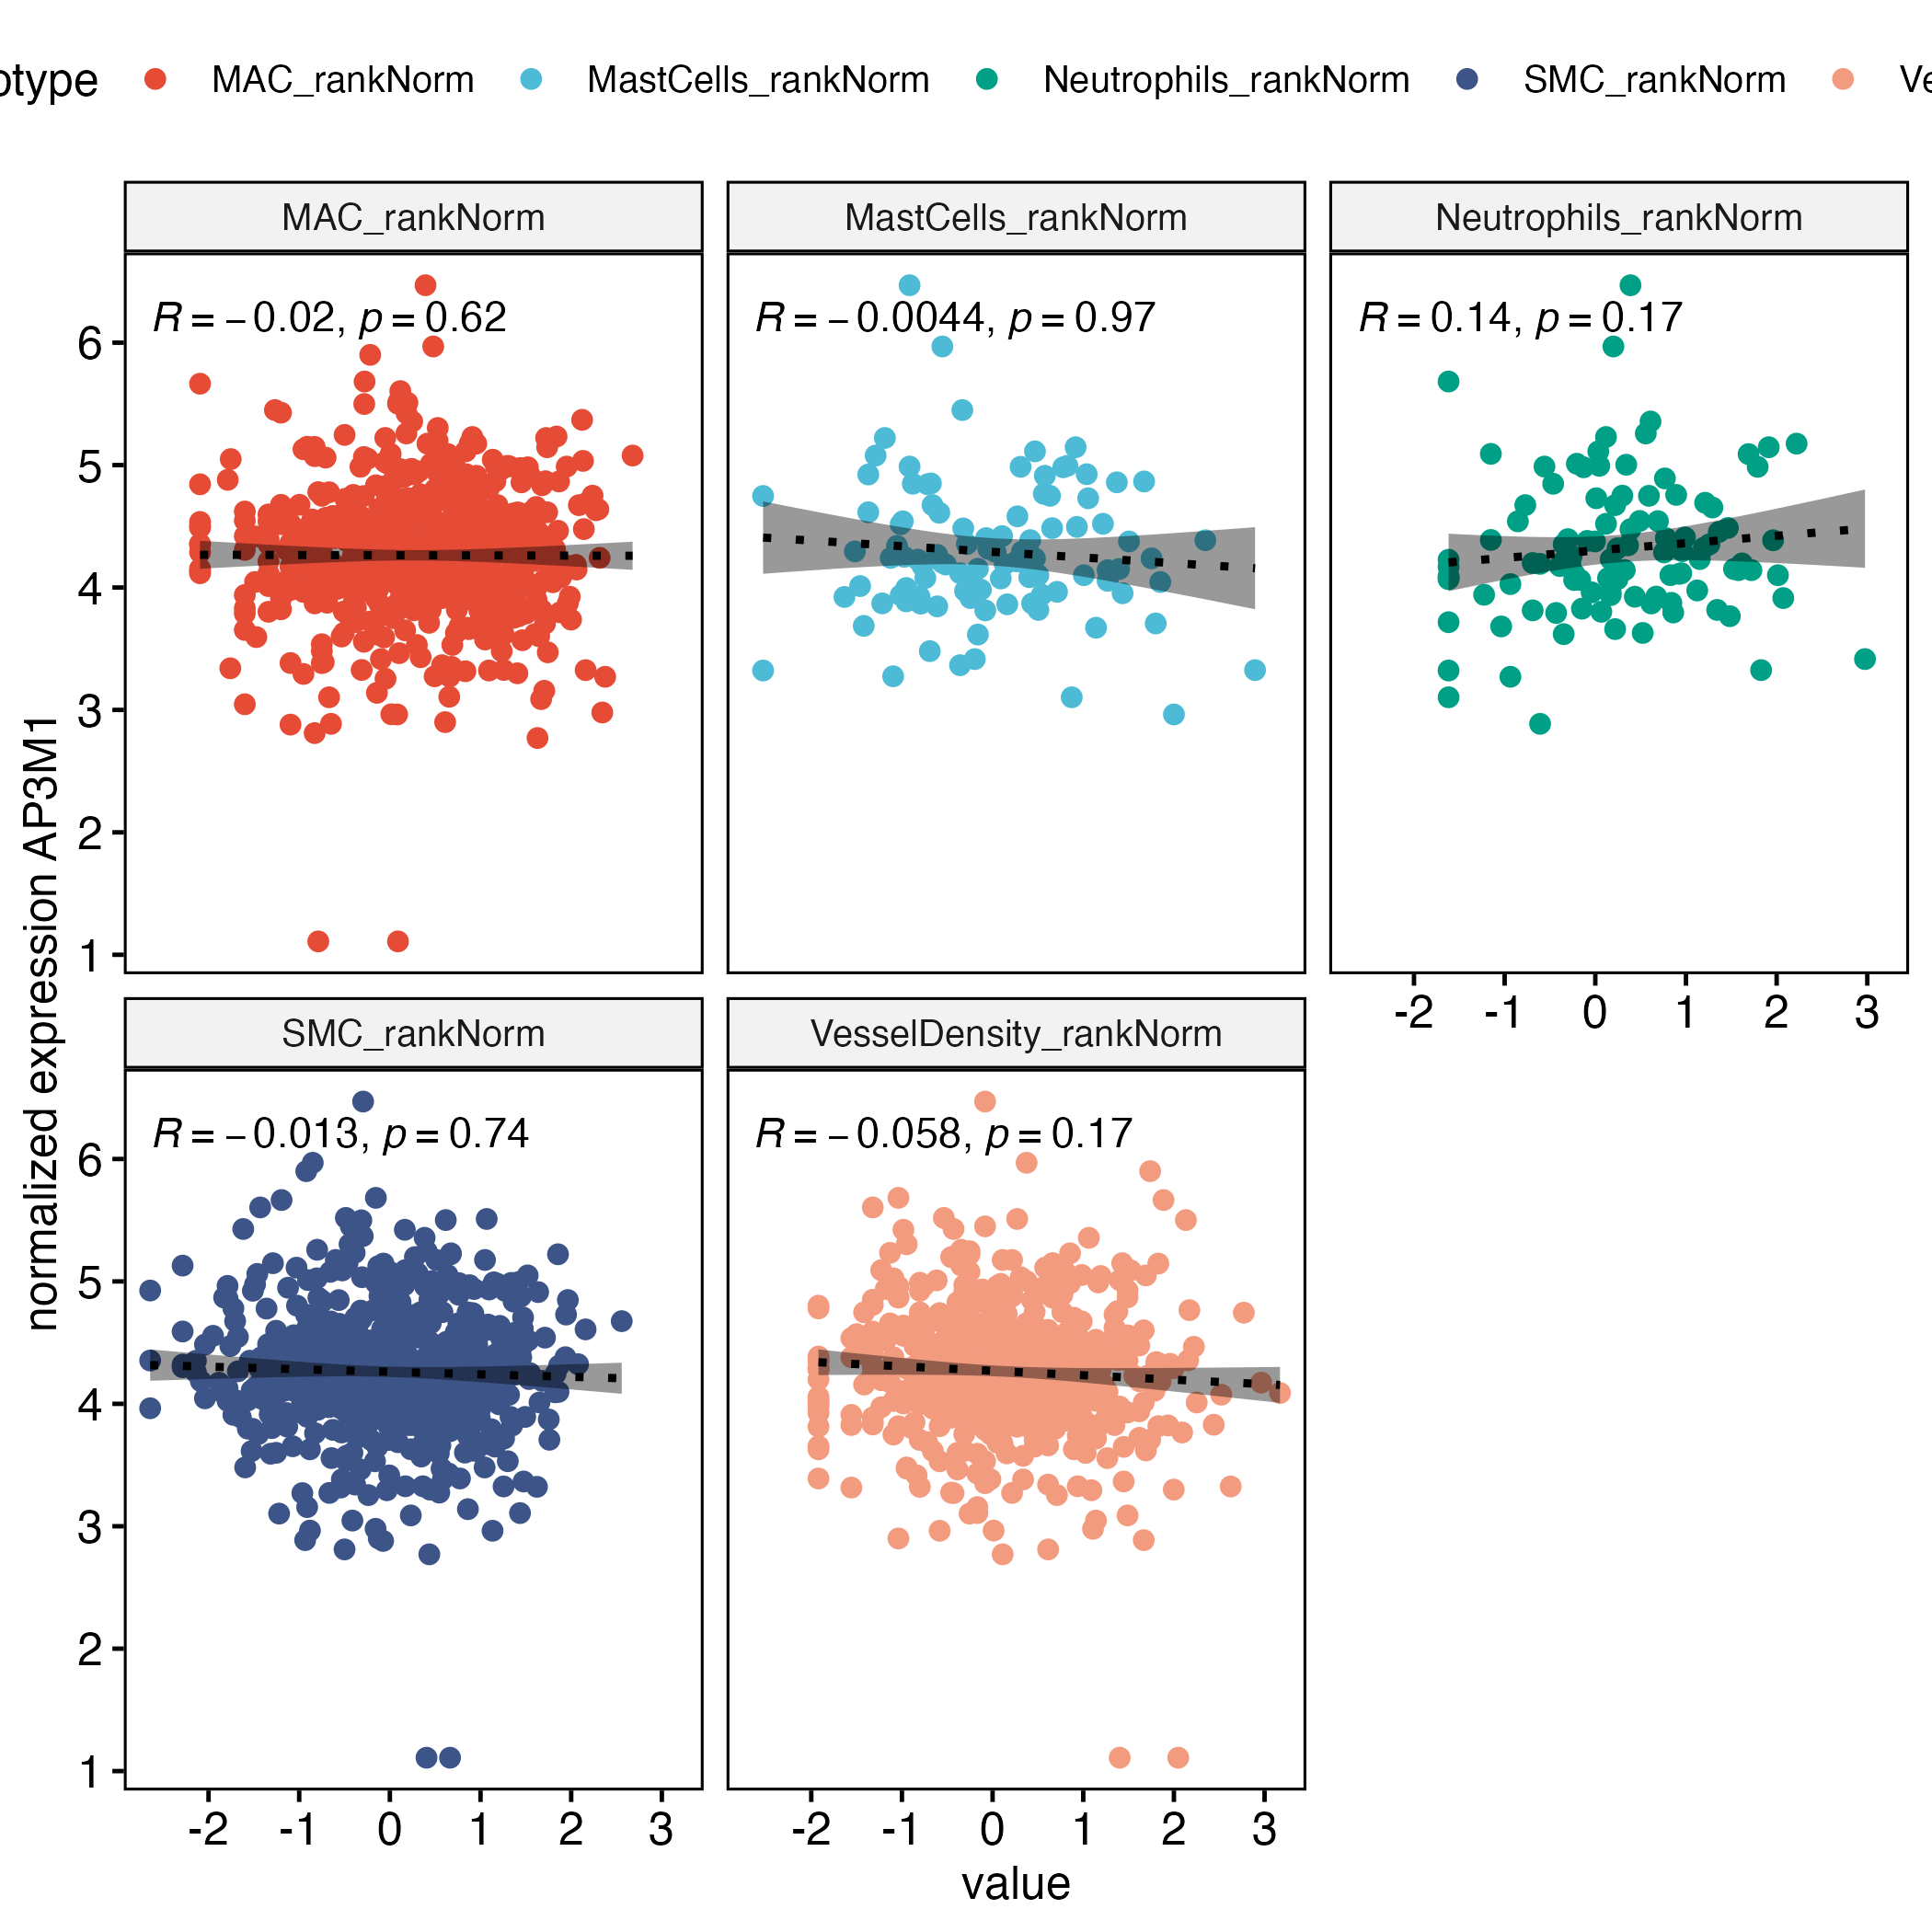 otype MAC_rankNorm MastCells_rankNorm Neutrophils_rankNorm SMC_rankNorm Ve
MAC_rankNorm MastCells_rankNorm Neutrophils_rankNorm
R = − 0.02, p = 0.62 R = − 0.0044, p = 0.97 R = 0.14, p = 0.17
6
5
4
3
2
1
-2 -1 0 1 2 3
normalized expression AP3M1
SMC_rankNorm VesselDensity_rankNorm
R = − 0.013, p = 0.74 R = − 0.058, p = 0.17
6
5
4
3
2
1
-2 -1 0 1 2 3 -2 -1 0 1 2 3
value